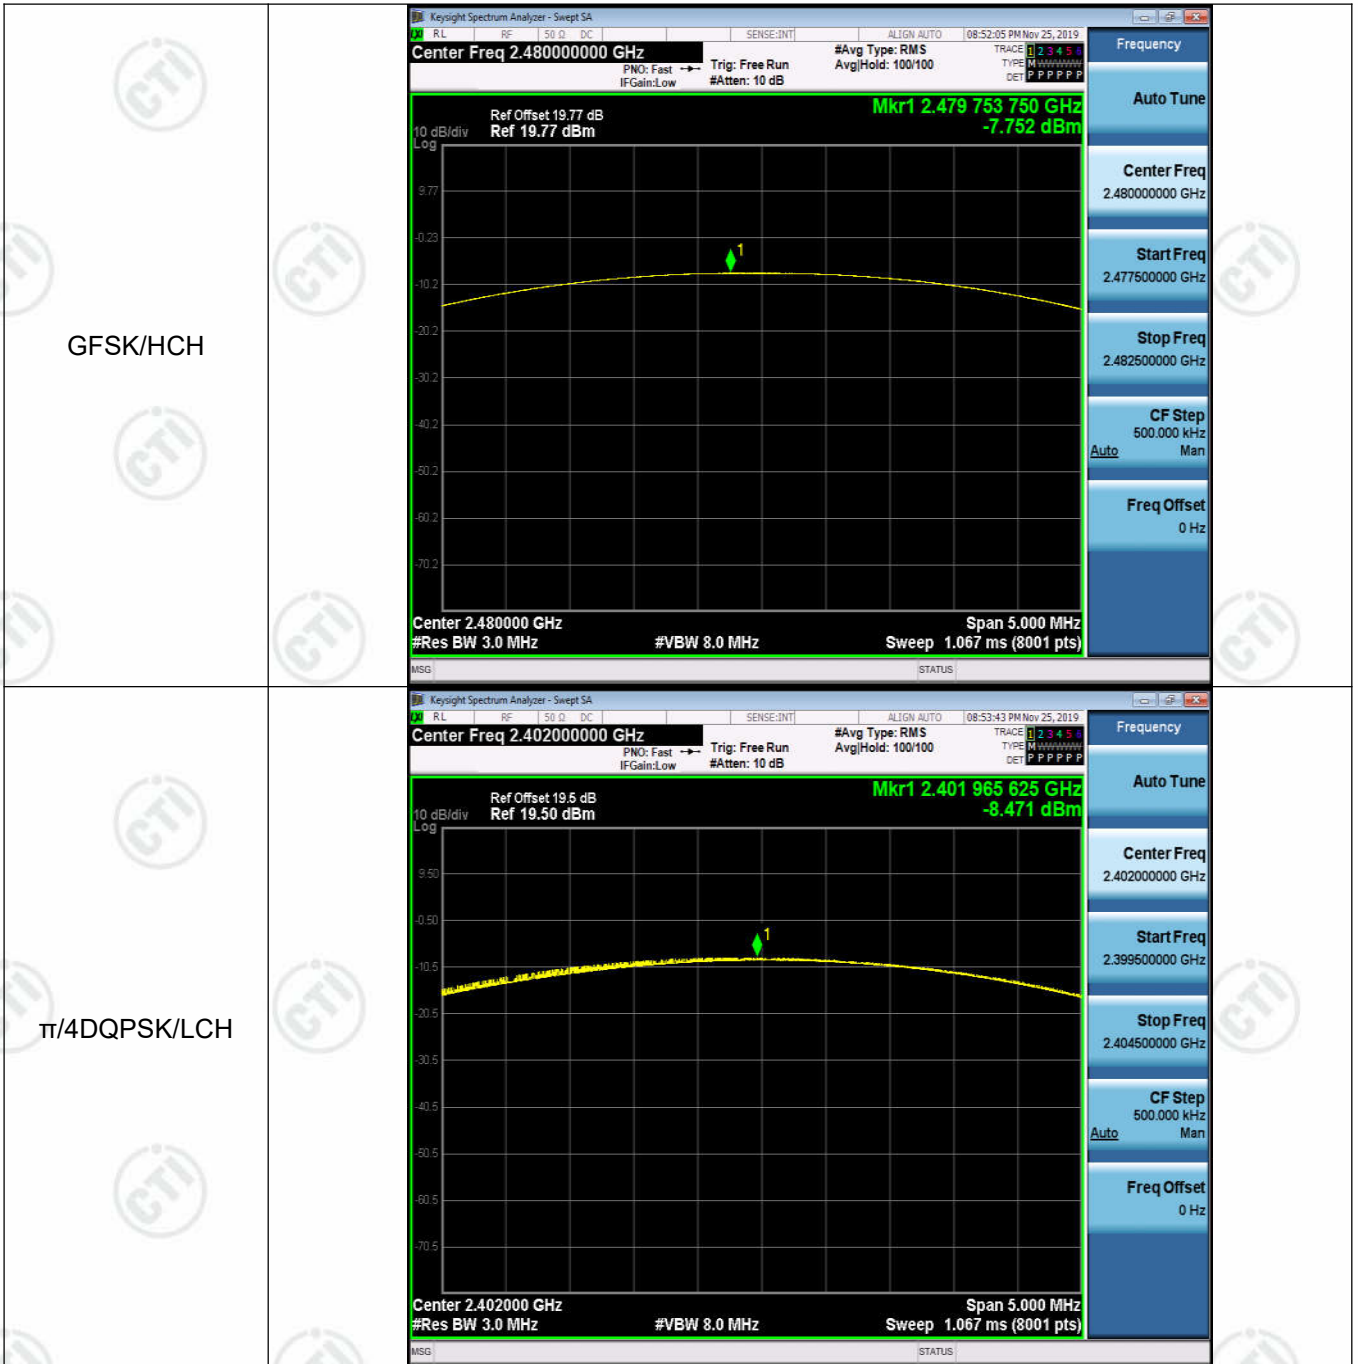 GFSK/HCH
Keysight Spectrum Analyzer - Swept SA
RL RF 50 Ω DC SENSE:INT ALIGN AUTO 08:52:05 PM Nov 25, 2019
Center Freq 2.480000000 GHz
PNO: Fast
IFGain:Low
Trig: Free Run
#Atten: 10 dB
#Avg Type: RMS
Avg|Hold: 100/100
TRACE 1 2 3 4 5 6
TYPE M WWWWW
DET P P P P P P
Frequency
Mkr1 2.479 753 750 GHz
-7.752 dBm
Ref Offset 19.77 dB
10 dB/div Ref 19.77 dBm
Log
9.77
-0.23
-10.2
-20.2
-30.2
-40.2
-50.2
-60.2
-70.2
1
Center 2.480000 GHz Span 5.000 MHz
#Res BW 3.0 MHz #VBW 8.0 MHz Sweep 1.067 ms (8001 pts)
MSG STATUS
Auto Tune
Center Freq
2.480000000 GHz
Start Freq
2.477500000 GHz
Stop Freq
2.482500000 GHz
CF Step
500.000 kHz
Auto Man
Freq Offset
0 Hz
π/4DQPSK/LCH
Keysight Spectrum Analyzer - Swept SA
RL RF 50 Ω DC SENSE:INT ALIGN AUTO 08:53:43 PM Nov 25, 2019
Center Freq 2.402000000 GHz
PNO: Fast
IFGain:Low
Trig: Free Run
#Atten: 10 dB
#Avg Type: RMS
Avg|Hold: 100/100
TRACE 1 2 3 4 5 6
TYPE M WWWWW
DET P P P P P P
Frequency
Mkr1 2.401 965 625 GHz
-8.471 dBm
Ref Offset 19.5 dB
10 dB/div Ref 19.50 dBm
Log
9.50
-0.50
-10.5
-20.5
-30.5
-40.5
-50.5
-60.5
-70.5
1
Center 2.402000 GHz Span 5.000 MHz
#Res BW 3.0 MHz #VBW 8.0 MHz Sweep 1.067 ms (8001 pts)
MSG STATUS
Auto Tune
Center Freq
2.402000000 GHz
Start Freq
2.399500000 GHz
Stop Freq
2.404500000 GHz
CF Step
500.000 kHz
Auto Man
Freq Offset
0 Hz
CTI